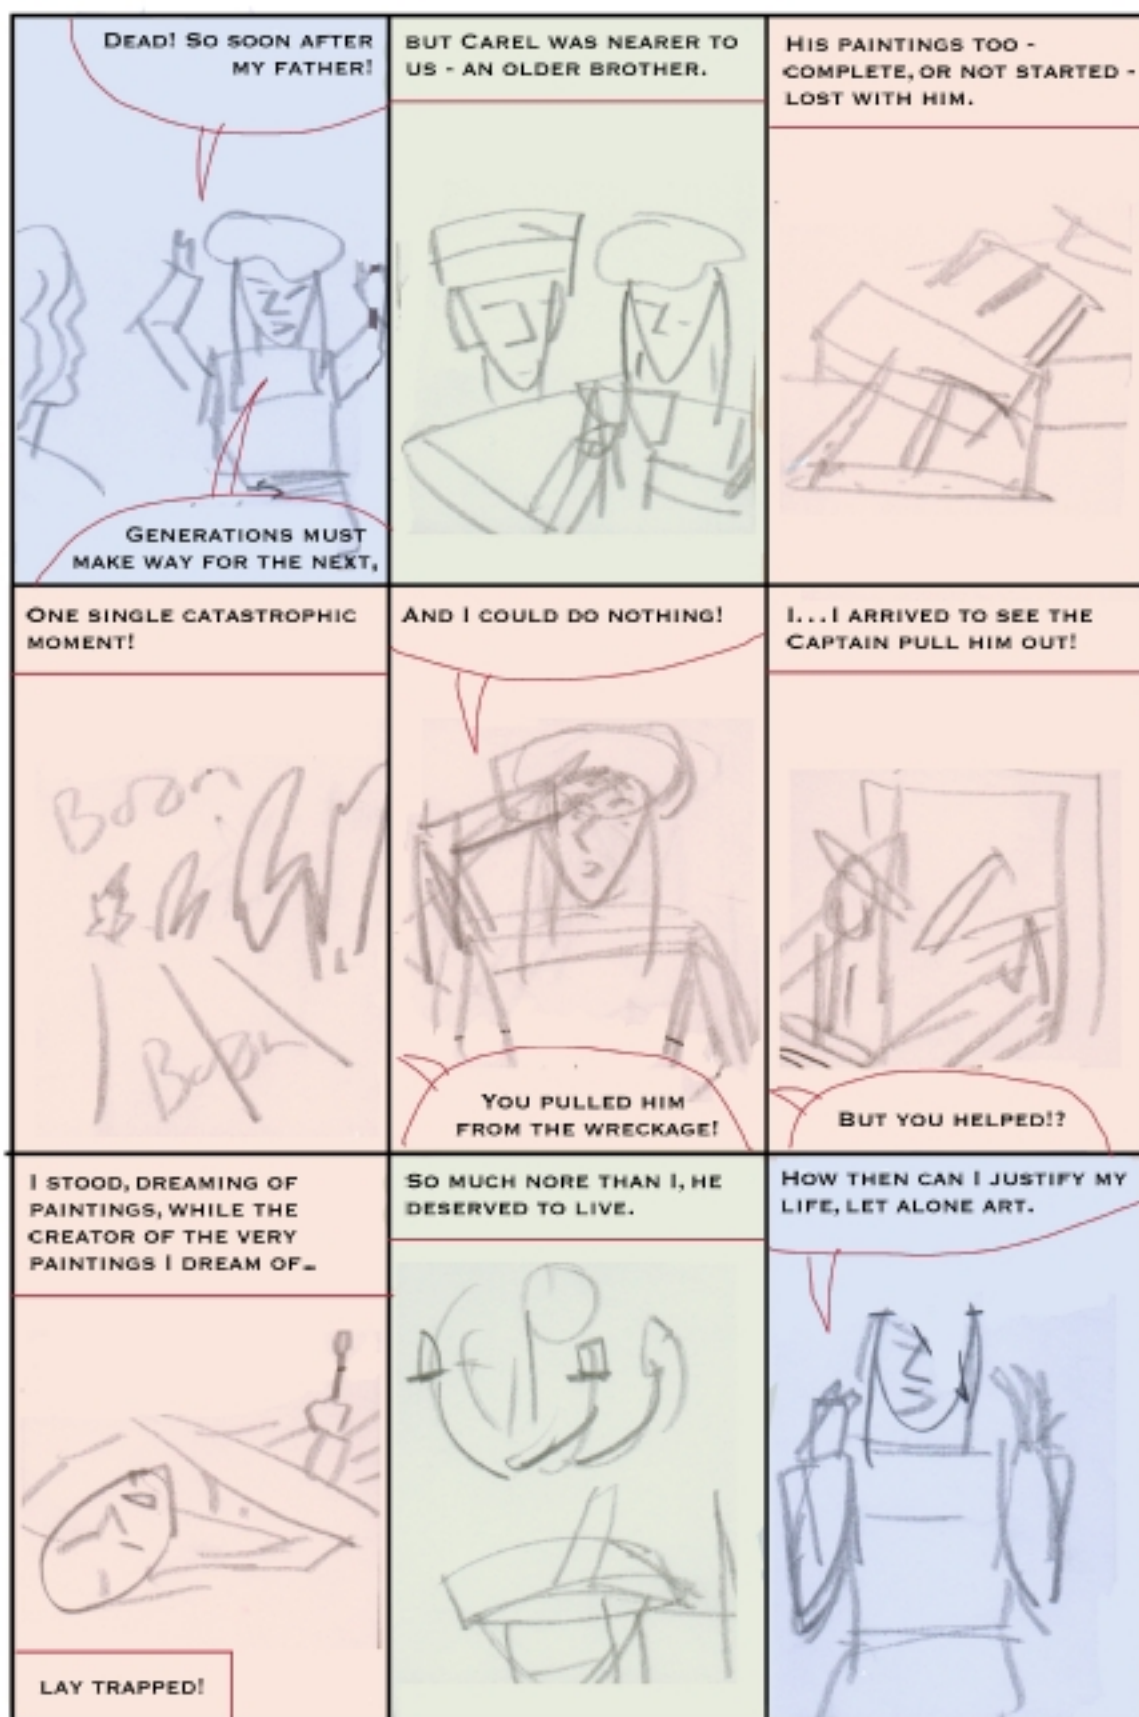 DEAD! SO SOON AFTER
MY FATHER!
GENERATIONS MUST
MAKE WAY FOR THE NEXT,
BUT CAREL WAS NEARER TO
US - AN OLDER BROTHER.
HIS PAINTINGS TOO -
COMPLETE, OR NOT STARTED -
LOST WITH HIM.
ONE SINGLE CATASTROPHIC
MOMENT!
Boom
Boom
AND I COULD DO NOTHING!
YOU PULLED HIM
FROM THE WRECKAGE!
I...I ARRIVED TO SEE THE
CAPTAIN PULL HIM OUT!
BUT YOU HELPED!?
I STOOD, DREAMING OF
PAINTINGS, WHILE THE
CREATOR OF THE VERY
PAINTINGS I DREAM OF...
LAY TRAPPED!
SO MUCH NORE THAN I, HE
DESERVED TO LIVE.
HOW THEN CAN I JUSTIFY MY
LIFE, LET ALONE ART.